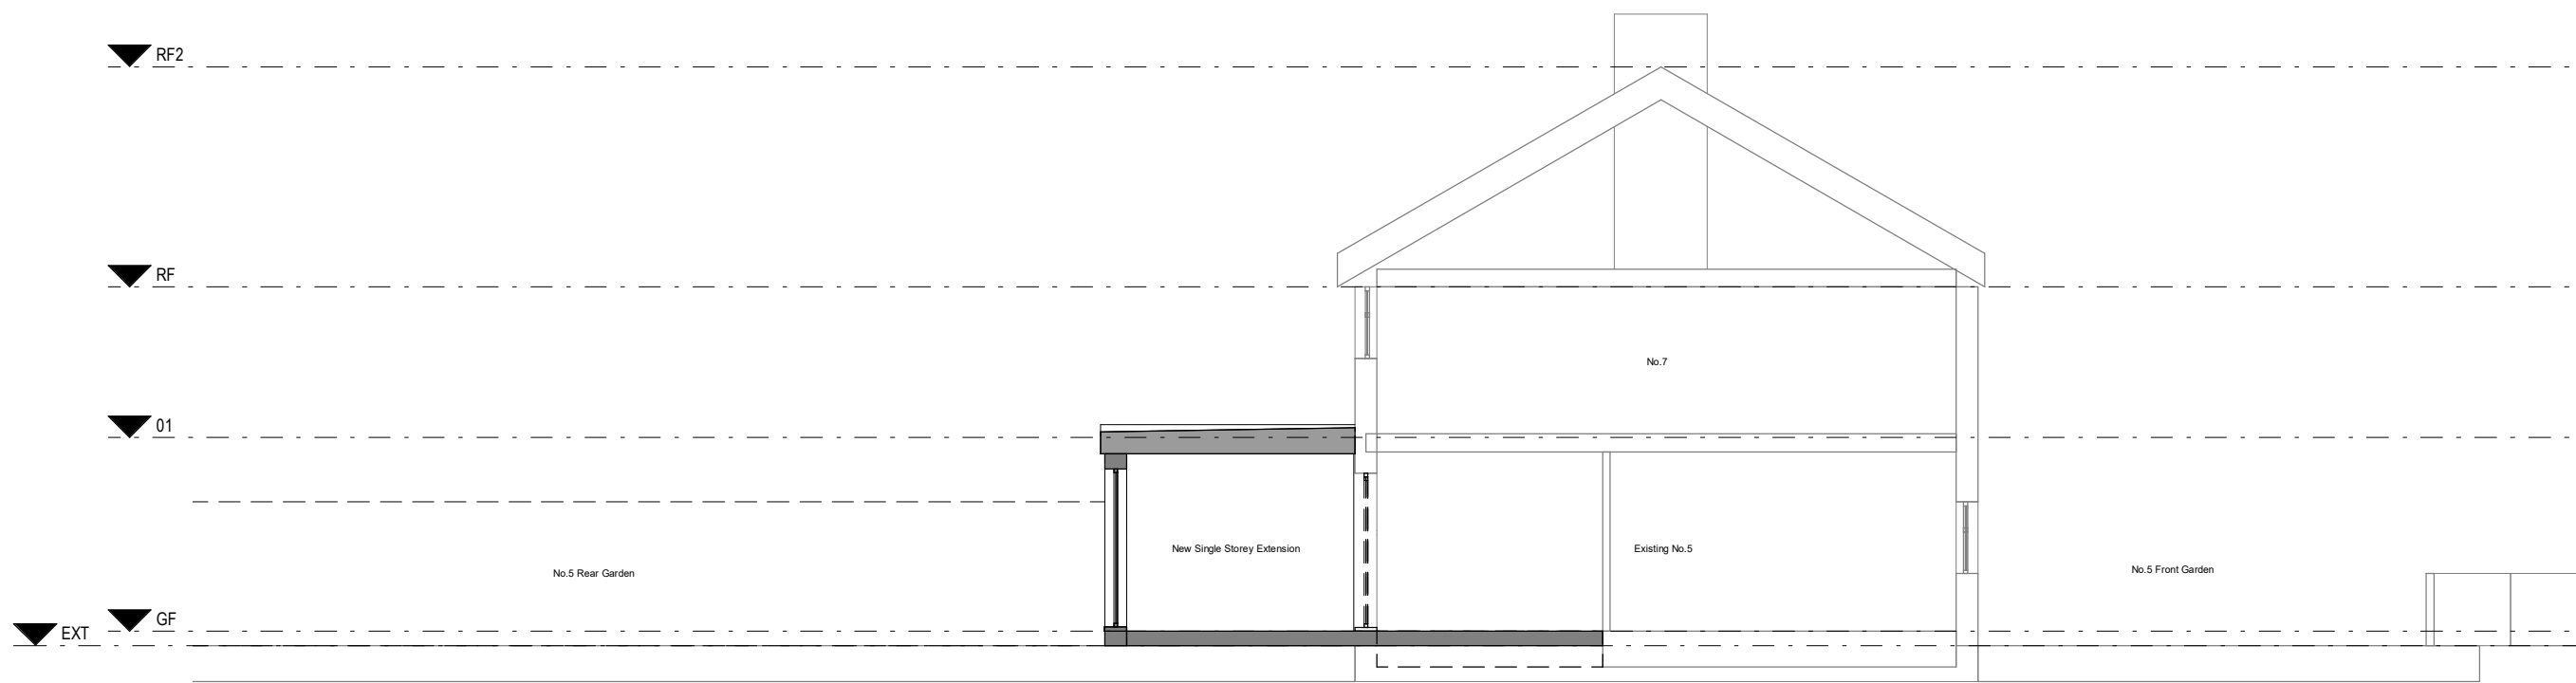 RF2
RF
No.7
01
New Single Storey Extension
Existing No.5
No.5 Rear Garden
No.5 Front Garden
GF
EXT